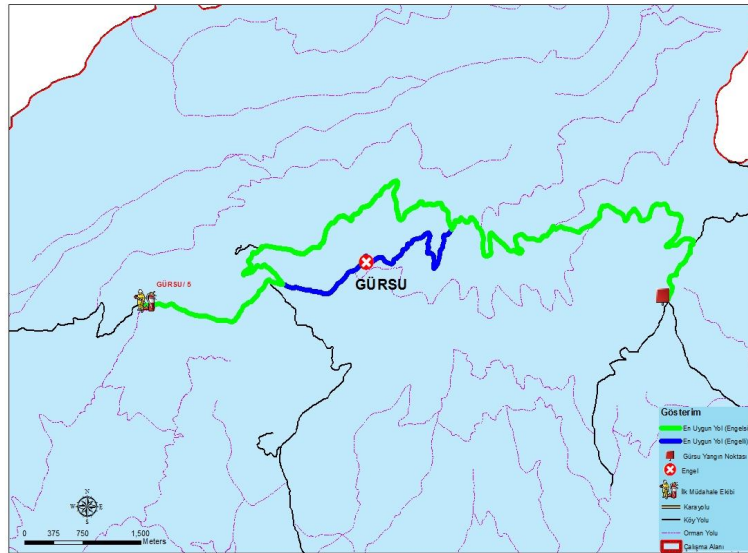 GÜRSU/ 5
GÜRSU
N
W E
S
0 375 750 1,500
Meters
Gösterim
En Uygun Yol (Engelsi
En Uygun Yol (Engelli)
Gürsu Yangın Noktası
Engel
İlk Müdahale Ekibi
Karayolu
Köy Yolu
Orman Yolu
Çalışma Alanı